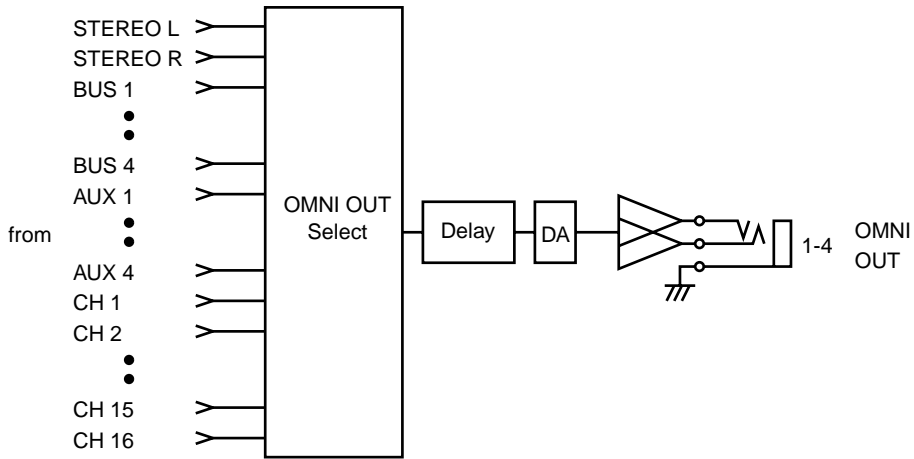 STEREO L
STEREO R
BUS 1
BUS 4
AUX 1
from
AUX 4
CH 1
CH 2
CH 15
CH 16
OMNI OUT
Select
Delay
DA
1-4
OMNI
OUT